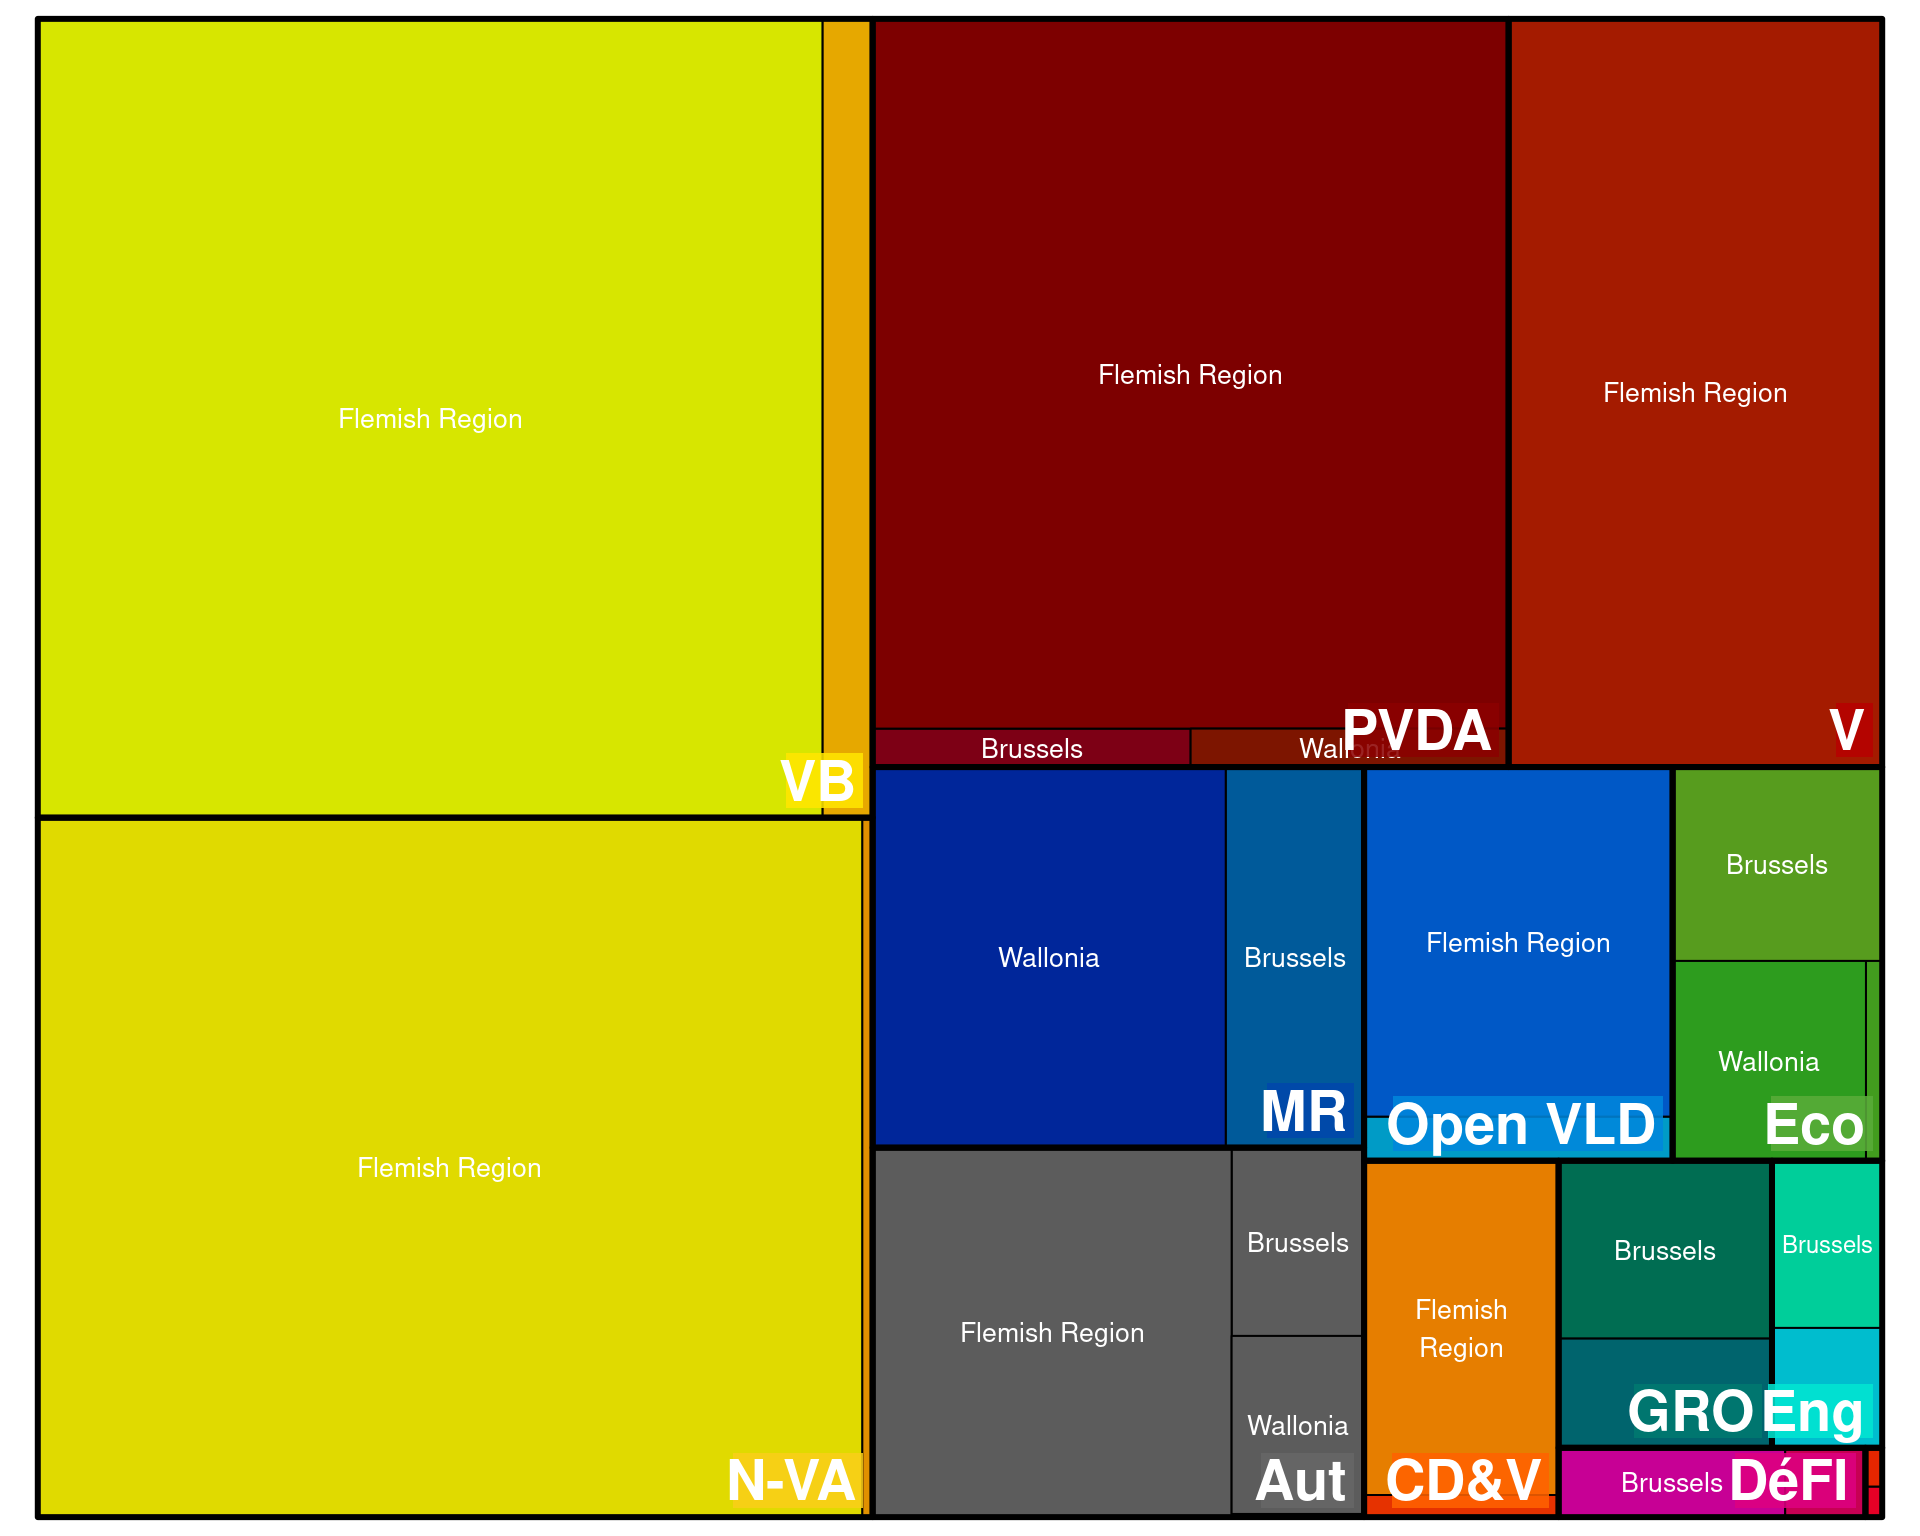 Flemish Region
VB
Flemish Region
N-VA
Flemish Region
Brussels
Wallonia
PVDA
Flemish Region
V
Wallonia
Brussels
MR
Flemish Region
Open VLD
Brussels
Wallonia
Eco
Flemish Region
Brussels
Wallonia
Aut
Flemish
Region
CD&V
Brussels
GRO
Brussels
Eng
Brussels
DéFI